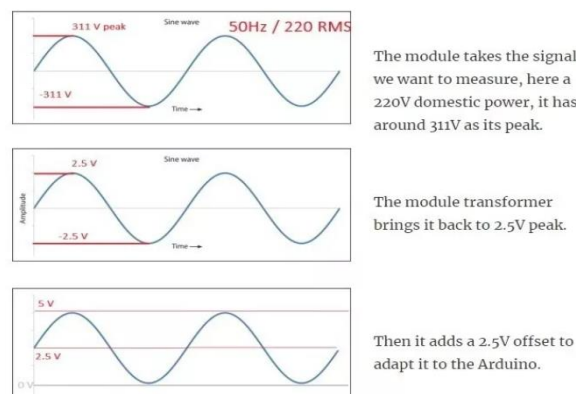 311 V peak
Sine wave
50Hz / 220 RMS
-311 V
Time
The module takes the signal
we want to measure, here a
220V domestic power, it has
around 311V as its peak.
2.5 V
Sine wave
Amplitude
-2.5 V
Time
The module transformer
brings it back to 2.5V peak.
5 V
2.5 V
0 V
Then it adds a 2.5V offset to
adapt it to the Arduino.